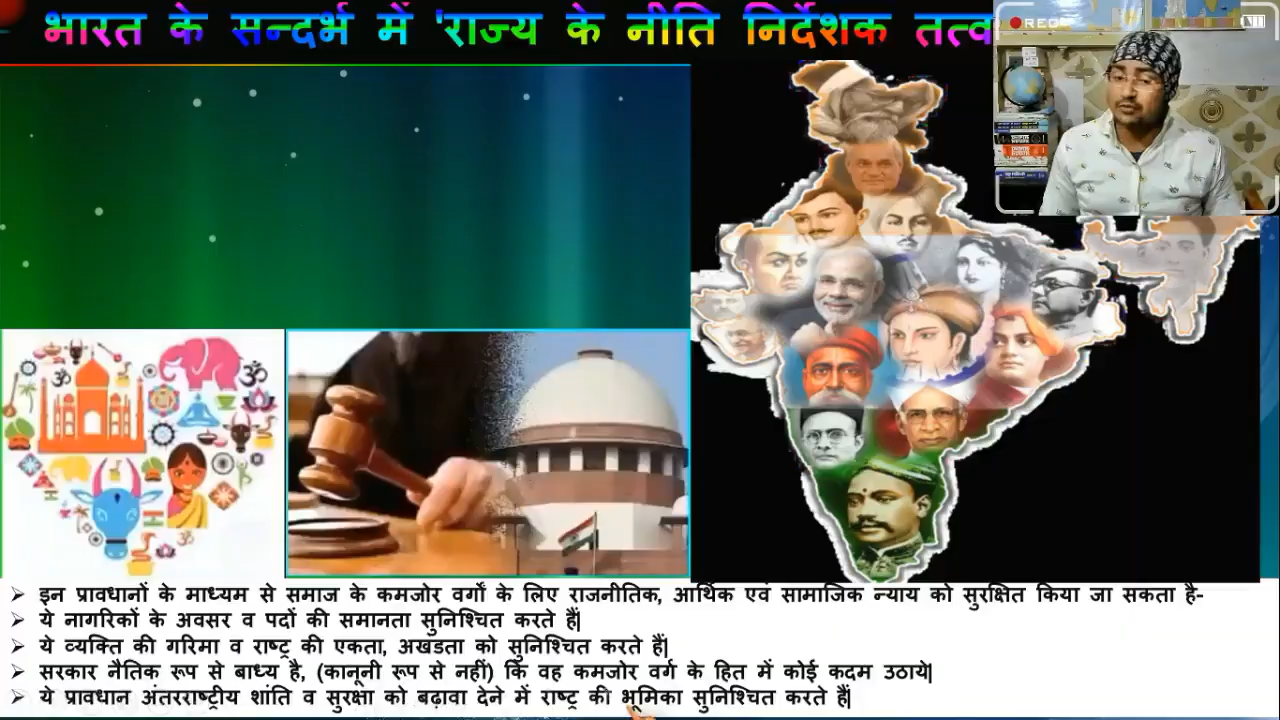 भारत के सन्दर्भ में 'राज्य के नीति निर्देशक तत्व
REC
➢ इन प्रावधानों के माध्यम से समाज के कमजोर वर्गों के लिए राजनीतिक, आर्थिक एवं सामाजिक न्याय को सुरक्षित किया जा सकता है-
➢ ये नागरिकों के अवसर व पदों की समानता सुनिश्चित करते हैं|
➢ ये व्यक्ति की गरिमा व राष्ट्र की एकता, अखडता को सुनिश्चित करते हैं|
➢ सरकार नैतिक रूप से बाध्य है, (कानूनी रूप से नहीं) कि वह कमजोर वर्ग के हित में कोई कदम उठाये|
➢ ये प्रावधान अंतरराष्ट्रीय शांति व सुरक्षा को बढ़ावा देने में राष्ट्र की भूमिका सुनिश्चित करते हैं|